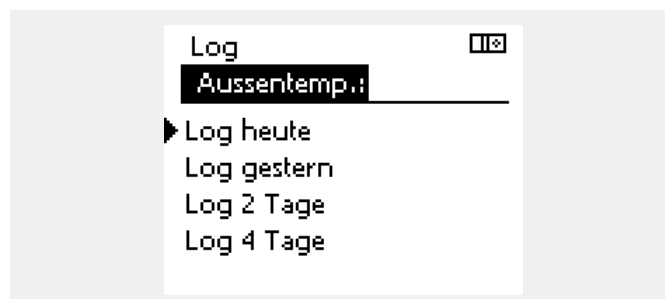 Log
Aussentemp.:
Log heute
Log gestern
Log 2 Tage
Log 4 Tage